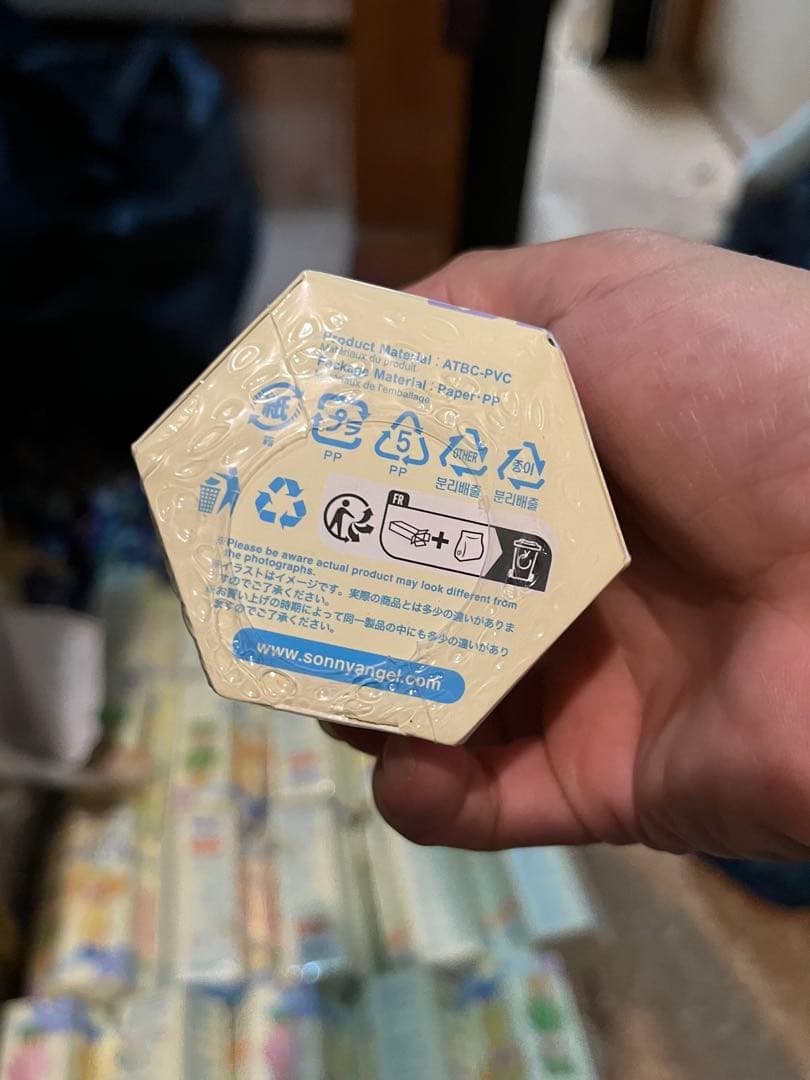 Product Material : ATBC-PVC
Matériaux du produit
Package Material : Paper・PP
Matériaux de l'emballage
紙 プラ 5 OTHER 종이
箱 PP PP 분리배출 분리배출
FR
※Please be aware actual product may look different from
the photographs.
※イラストはイメージです。実際の商品とは多少の違いがありま
すのでご了承ください。
※お買い上げの時期によって同一製品の中にも多少の違いがあり
ますのでご了承ください。
www.sonnyangel.com